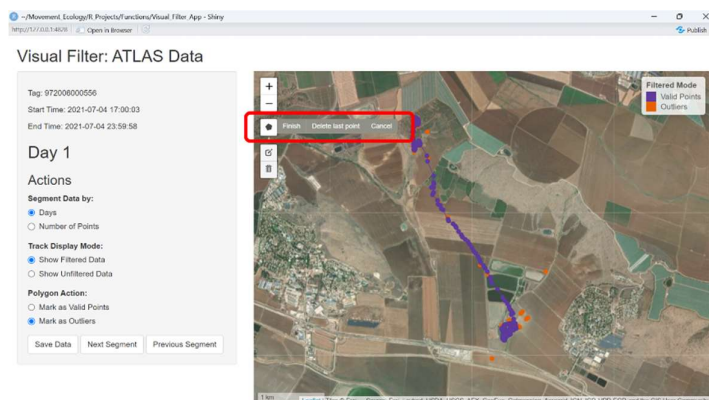 ~/Movement_Ecology/R_Projects/Functions/Visual_Filter_App - Shiny
Open in Browser
Publish
Visual Filter: ATLAS Data
Tag: 972008000556
Start Time: 2021-07-04 17:00:03
End Time: 2021-07-04 23:59:58
Day 1
Actions
Segment Data by:
Days
Number of Points
Track Display Mode:
Show Filtered Data
Show Unfiltered Data
Polygon Action:
Mark as Valid Points
Mark as Outliers
Save Data Next Segment Previous Segment
+
−
Finish Delete last point Cancel
Filtered Mode
Valid Points
Outliers
1 km